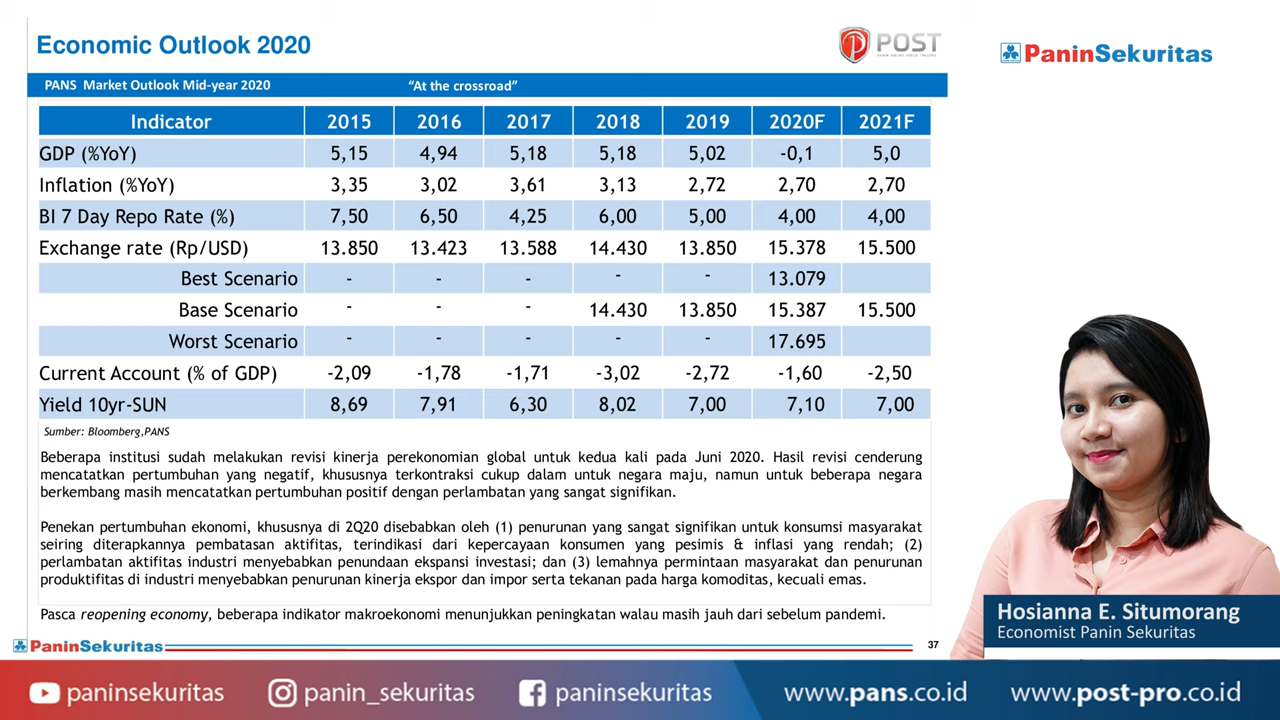 Economic Outlook 2020
POST
PaninSekuritas
PANS Market Outlook Mid-year 2020 “At the crossroad”
Indicator 2015 2016 2017 2018 2019 2020F 2021F
GDP (%YoY) 5,15 4,94 5,18 5,18 5,02 -0,1 5,0
Inflation (%YoY) 3,35 3,02 3,61 3,13 2,72 2,70 2,70
BI 7 Day Repo Rate (%) 7,50 6,50 4,25 6,00 5,00 4,00 4,00
Exchange rate (Rp/USD) 13.850 13.423 13.588 14.430 13.850 15.378 15.500
Best Scenario - - - - - 13.079
Base Scenario - - - 14.430 13.850 15.387 15.500
Worst Scenario - - - - - 17.695
Current Account (% of GDP) -2,09 -1,78 -1,71 -3,02 -2,72 -1,60 -2,50
Yield 10yr-SUN 8,69 7,91 6,30 8,02 7,00 7,10 7,00
Sumber: Bloomberg,PANS
Beberapa institusi sudah melakukan revisi kinerja prekonomian global untuk kedua kali pada Juni 2020. Hasil revisi cenderung
mencatatkan pertumbuhan yang negatif, khususnya terkontraksi cukup dalam untuk negara maju, namun untuk beberapa negara
berkembang masih mencatatkan pertumbuhan positif dengan perlambatan yang sangat signifikan.
Penekan pertumbuhan ekonomi, khususnya di 2Q20 disebabkan oleh (1) penurunan yang sangat signifikan untuk konsumsi masyarakat
seiring diterapkannya pembatasan aktifitas, terindikasi dari kepercayaan konsumen yang pesimis & inflasi yang rendah; (2)
perlambatan aktifitas industri menyebabkan penundaan ekspansi investasi; dan (3) lemahnya permintaan masyarakat dan penurunan
produktifitas di industri menyebabkan penurunan kinerja ekspor dan impor serta tekanan pada harga komoditas, kecuali emas.
Pasca reopening economy, beberapa indikator makroekonomi menunjukkan peningkatan walau masih jauh dari sebelum pandemi.
PaninSekuritas
37
Hosianna E. Situmorang
Economist Panin Sekuritas
paninsekuritas panin_sekuritas paninsekuritas www.pans.co.id www.post-pro.co.id